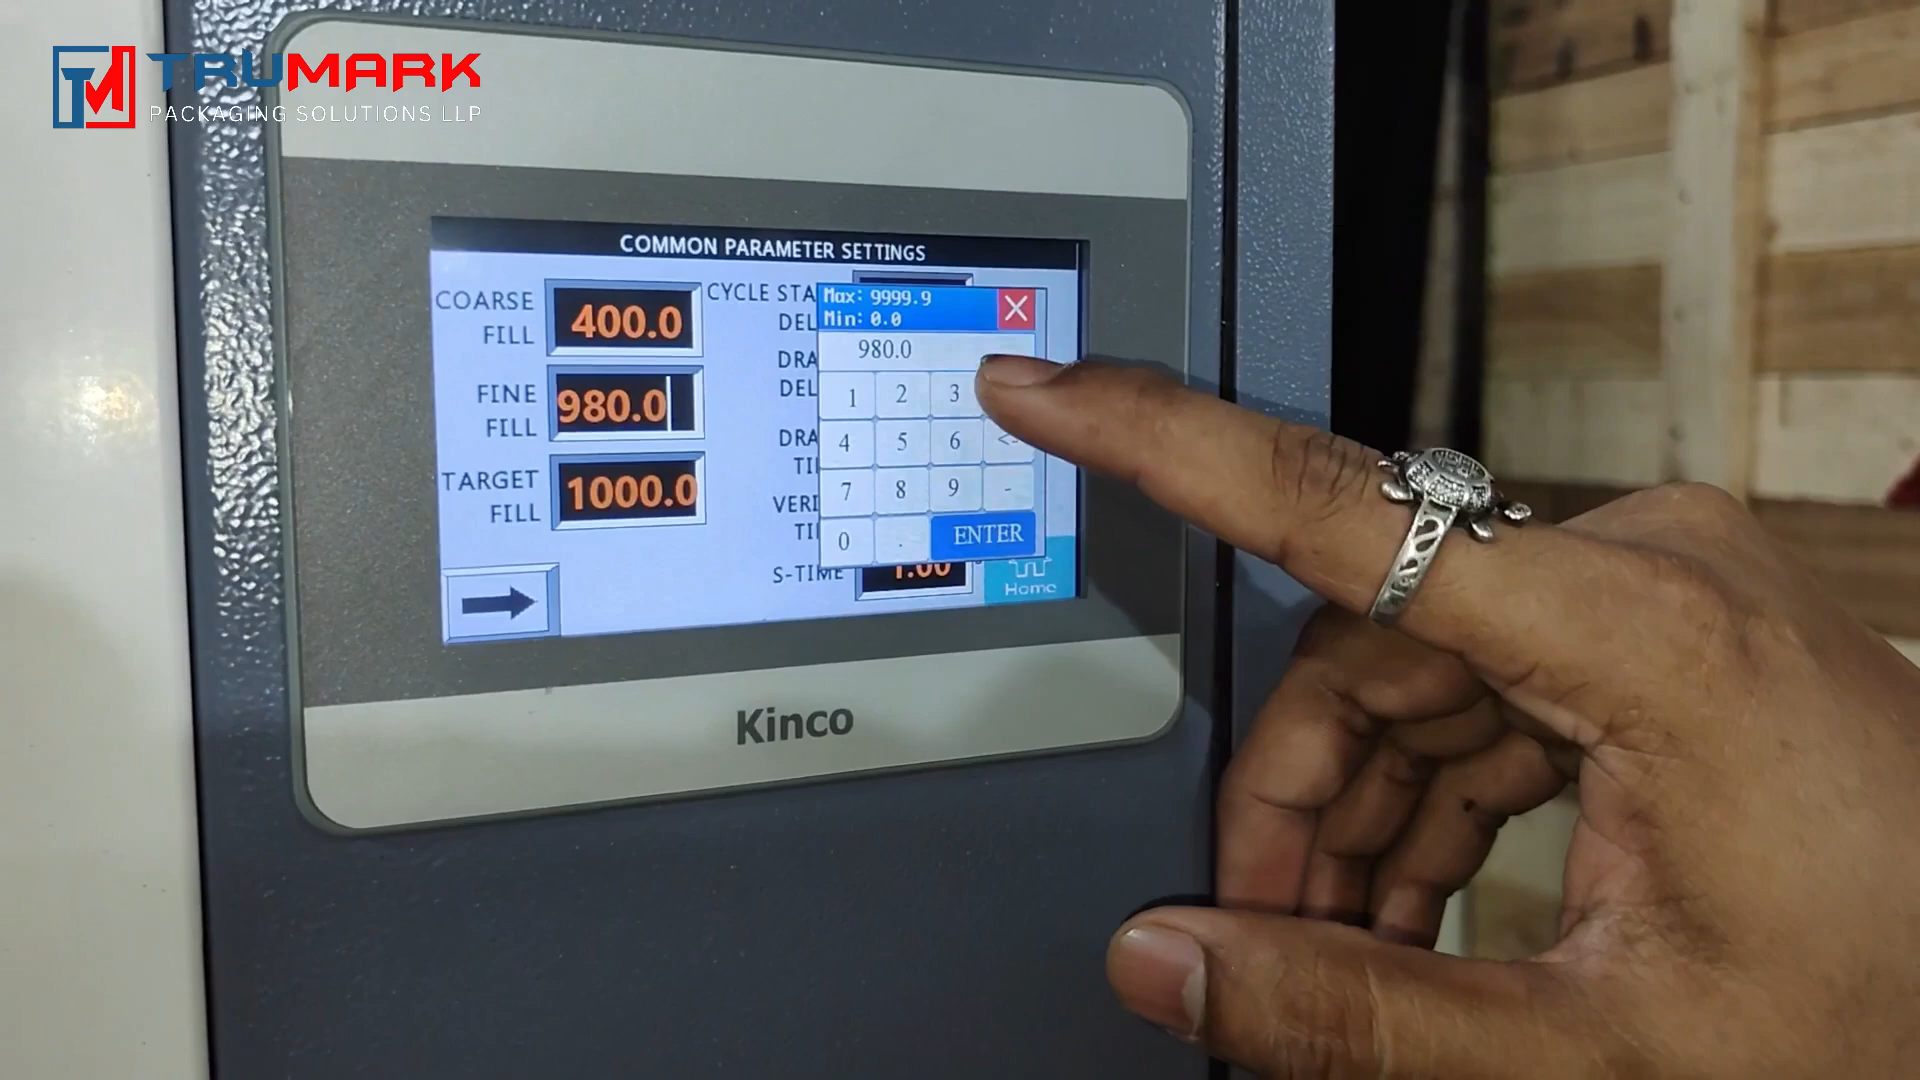 TRUMARK
PACKAGING SOLUTIONS LLP
COMMON PARAMETER SETTINGS
COARSE
FILL
400.0
FINE
FILL
980.0
TARGET
FILL
1000.0
CYCLE STA
DEL
DRA
DEL
DRA
TI
VERI
TI
S-TIME
1.00
Max: 9999.9
Min: 0.0
X
980.0
1 2 3
4 5 6 <-
7 8 9 -
0 . ENTER
Home
Kinco